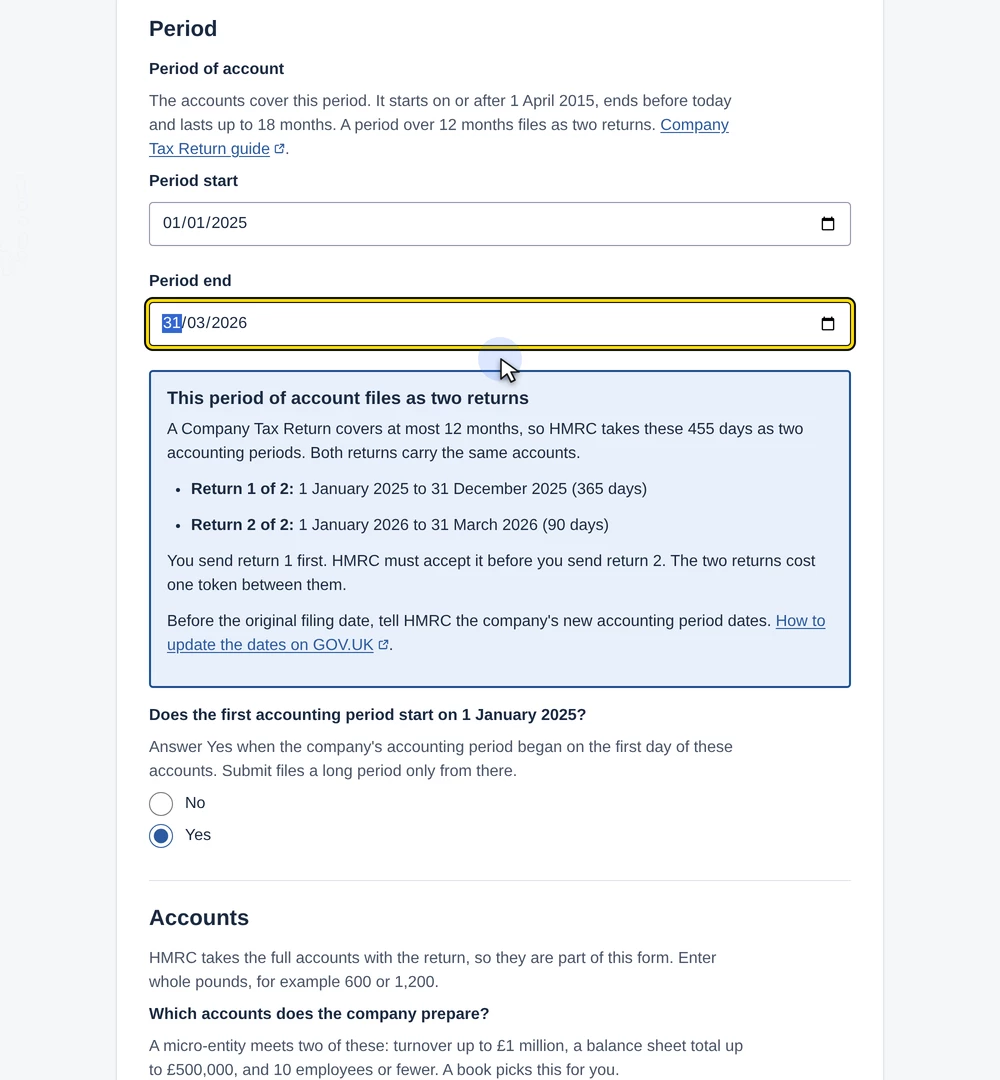 Period
Period of account
The accounts cover this period. It starts on or after 1 April 2015, ends before today
and lasts up to 18 months. A period over 12 months files as two returns. Company
Tax Return guide.
Period start
01/01/2025
Period end
31/03/2026
This period of account files as two returns
A Company Tax Return covers at most 12 months, so HMRC takes these 455 days as two
accounting periods. Both returns carry the same accounts.
• Return 1 of 2: 1 January 2025 to 31 December 2025 (365 days)
• Return 2 of 2: 1 January 2026 to 31 March 2026 (90 days)
You send return 1 first. HMRC must accept it before you send return 2. The two returns cost
one token between them.
Before the original filing date, tell HMRC the company's new accounting period dates. How to
update the dates on GOV.UK.
Does the first accounting period start on 1 January 2025?
Answer Yes when the company's accounting period began on the first day of these
accounts. Submit files a long period only from there.
No
Yes
Accounts
HMRC takes the full accounts with the return, so they are part of this form. Enter
whole pounds, for example 600 or 1,200.
Which accounts does the company prepare?
A micro-entity meets two of these: turnover up to £1 million, a balance sheet total up
to £500,000, and 10 employees or fewer. A book picks this for you.